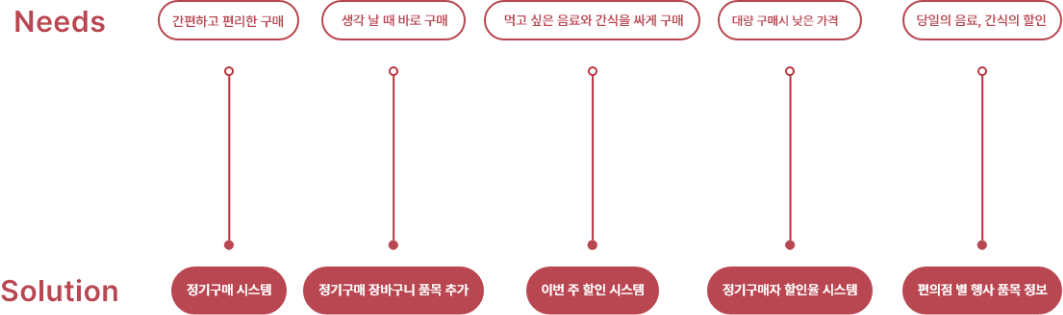 Needs
간편하고 편리한 구매
생각 날 때 바로 구매
먹고 싶은 음료와 간식을 싸게 구매
대량 구매시 낮은 가격
당일의 음료, 간식의 할인
Solution
정기구매 시스템
정기구매 장바구니 품목 추가
이번 주 할인 시스템
정기구매자 할인율 시스템
편의점 별 행사 품목 정보